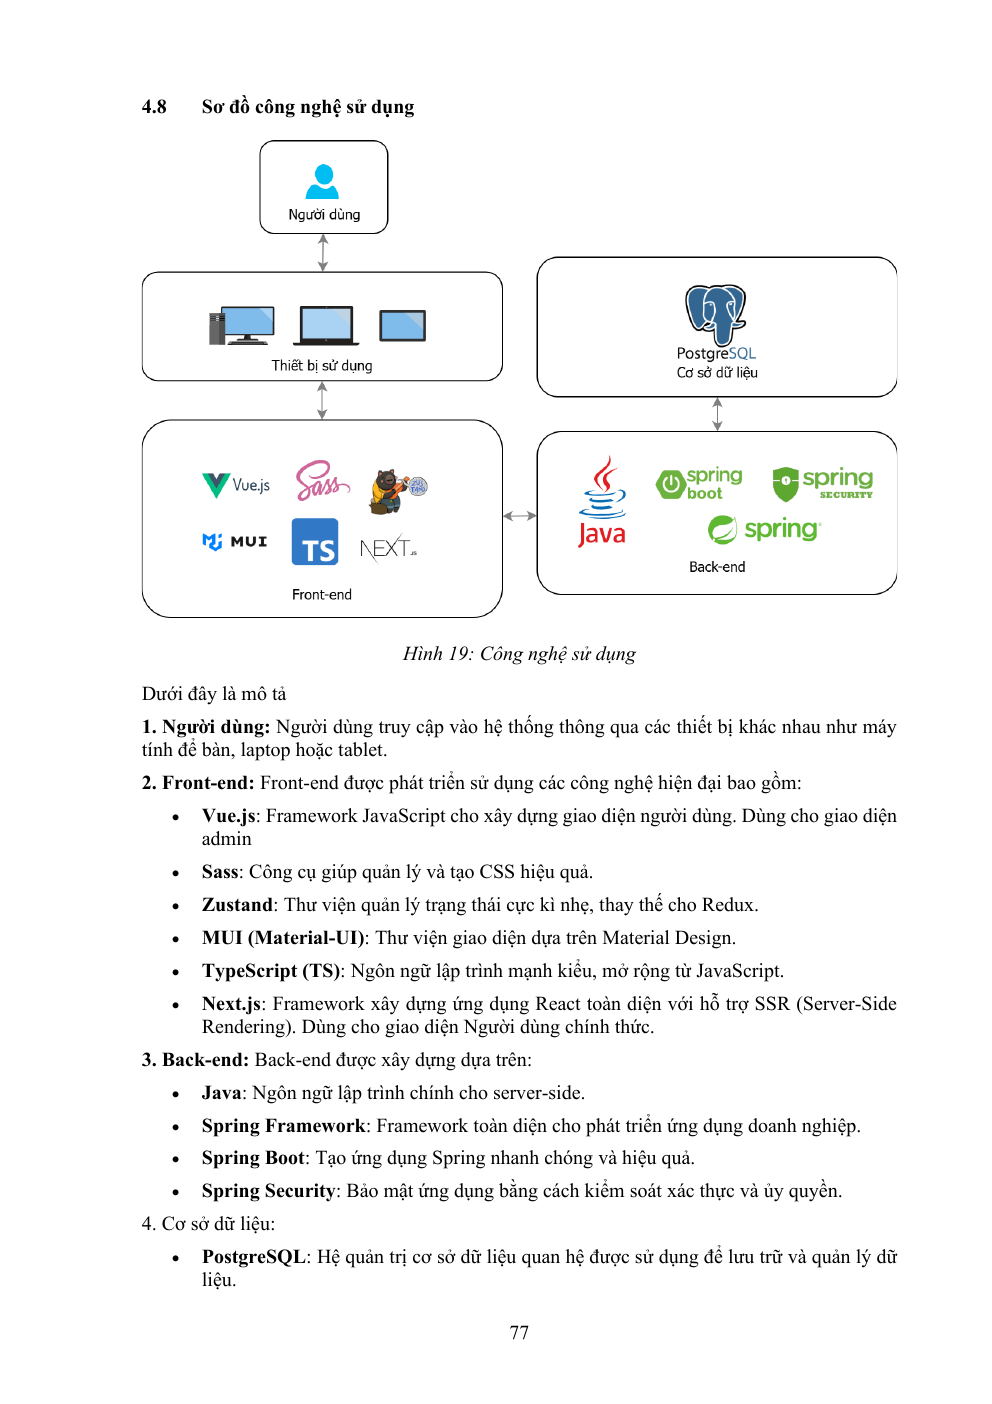 4.8 Sơ đồ công nghệ sử dụng
Người dùng
Thiết bị sử dụng
PostgreSQL
Cơ sở dữ liệu
Vue.js
Sass
MUI
TS
NEXT.JS
Front-end
Java
spring boot
spring SECURITY
spring
Back-end
Hình 19: Công nghệ sử dụng
Dưới đây là mô tả
1. Người dùng: Người dùng truy cập vào hệ thống thông qua các thiết bị khác nhau như máy
tính để bàn, laptop hoặc tablet.
2. Front-end: Front-end được phát triển sử dụng các công nghệ hiện đại bao gồm:
• Vue.js: Framework JavaScript cho xây dựng giao diện người dùng. Dùng cho giao diện
admin
• Sass: Công cụ giúp quản lý và tạo CSS hiệu quả.
• Zustand: Thư viện quản lý trạng thái cực kì nhẹ, thay thế cho Redux.
• MUI (Material-UI): Thư viện giao diện dựa trên Material Design.
• TypeScript (TS): Ngôn ngữ lập trình mạnh kiểu, mở rộng từ JavaScript.
• Next.js: Framework xây dựng ứng dụng React toàn diện với hỗ trợ SSR (Server-Side
Rendering). Dùng cho giao diện Người dùng chính thức.
3. Back-end: Back-end được xây dựng dựa trên:
• Java: Ngôn ngữ lập trình chính cho server-side.
• Spring Framework: Framework toàn diện cho phát triển ứng dụng doanh nghiệp.
• Spring Boot: Tạo ứng dụng Spring nhanh chóng và hiệu quả.
• Spring Security: Bảo mật ứng dụng bằng cách kiểm soát xác thực và ủy quyền.
4. Cơ sở dữ liệu:
• PostgreSQL: Hệ quản trị cơ sở dữ liệu quan hệ được sử dụng để lưu trữ và quản lý dữ
liệu.
77